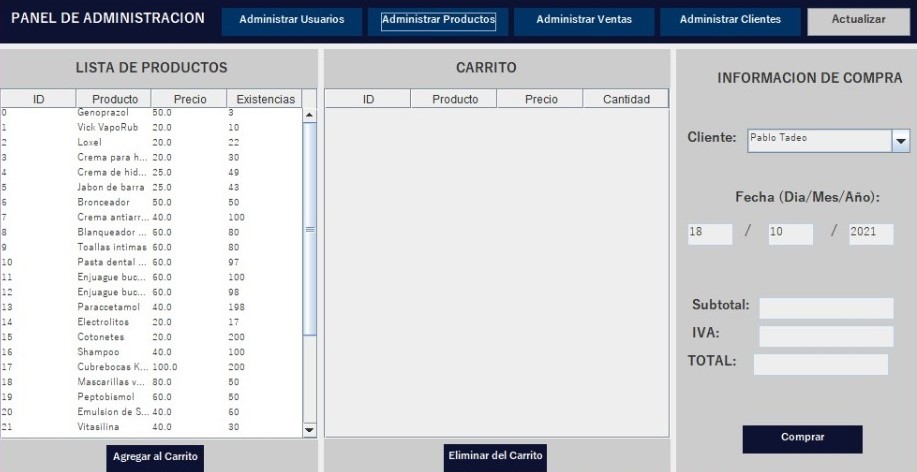 PANEL DE ADMINISTRACION Administrar Usuarios Administrar Productos Administrar Ventas Administrar Clientes Actualizar
LISTA DE PRODUCTOS
ID Producto Precio Existencias
0 Genoprazol 50.0 3
1 Vick VapoRub 20.0 10
2 Loxel 20.0 22
3 Crema para h... 20.0 30
4 Crema de hid... 25.0 49
5 Jabon de barra 25.0 43
6 Bronceador 50.0 50
7 Crema antiarr... 40.0 100
8 Blanqueador ... 60.0 80
9 Toallas intimas 60.0 80
10 Pasta dental ... 60.0 97
11 Enjuague buc... 60.0 100
12 Enjuague buc... 60.0 98
13 Paraccetamol 40.0 198
14 Electrolitos 20.0 17
15 Cotonetes 20.0 200
16 Shampoo 40.0 100
17 Cubrebocas K... 100.0 200
18 Mascarillas v... 80.0 50
19 Peptobismol 60.0 50
20 Emulsion de S... 40.0 60
21 Vitasilina 40.0 30
Agregar al Carrito
CARRITO
ID Producto Precio Cantidad
Eliminar del Carrito
INFORMACION DE COMPRA
Cliente: Pablo Tadeo
Fecha (Dia/Mes/Año):
18 / 10 / 2021
Subtotal:
IVA:
TOTAL:
Comprar